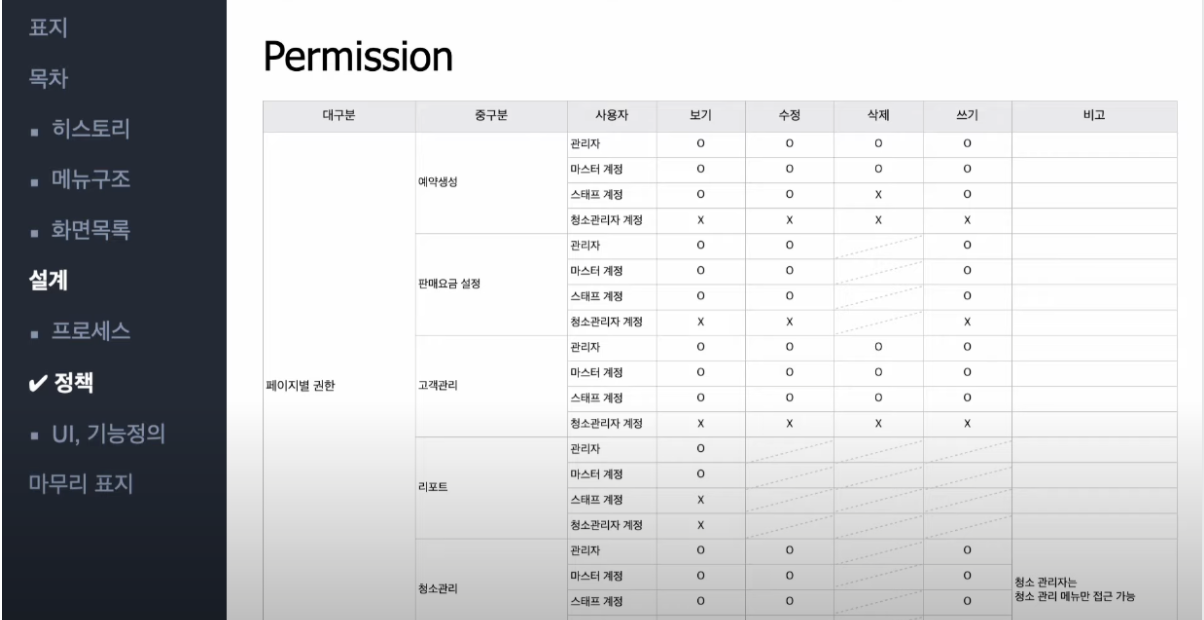 표지
목차
▪ 히스토리
▪ 메뉴구조
▪ 화면목록
설계
▪ 프로세스
✔ 정책
▪ UI, 기능정의
마무리 표지
Permission
대구분 중구분 사용자 보기 수정 삭제 쓰기 비고
페이지별 권한
예약생성
관리자 O O O O
마스터 계정 O O O O
스태프 계정 O O X O
청소관리자 계정 X X X X
판매요금 설정
관리자 O O O
마스터 계정 O O O
스태프 계정 O O O
청소관리자 계정 X X X
고객관리
관리자 O O O O
마스터 계정 O O O O
스태프 계정 O O O O
청소관리자 계정 X X X X
리포트
관리자 O
마스터 계정 O
스태프 계정 X
청소관리자 계정 X
청소관리
관리자 O O O
마스터 계정 O O O
스태프 계정 O O O
청소 관리자는
청소 관리 메뉴만 접근 가능